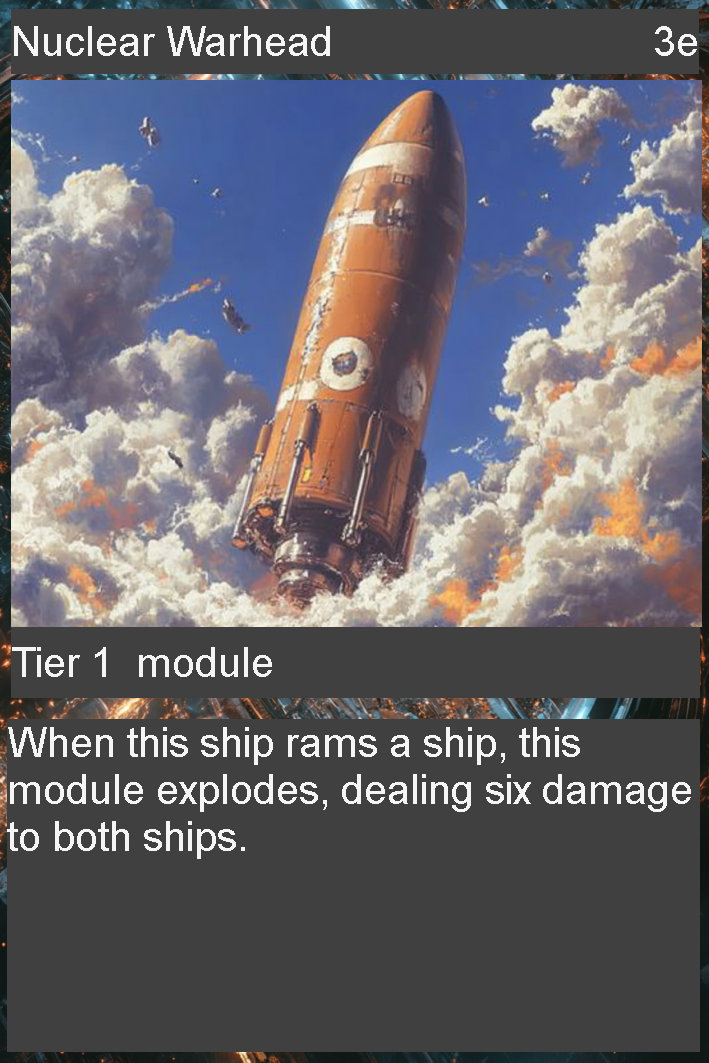 Nuclear Warhead 3e
Tier 1  module
When this ship rams a ship, this
module explodes, dealing six damage
to both ships.